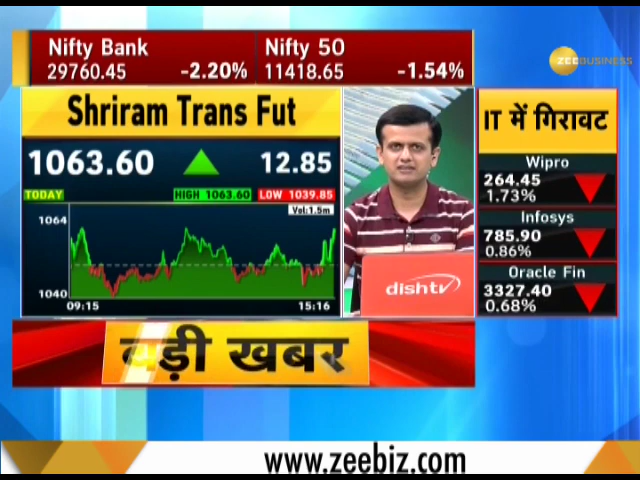 Nifty Bank
29760.45 -2.20%
Nifty 50
11418.65 -1.54%
ZEE BUSINESS
Shriram Trans Fut
1063.60 12.85
TODAY HIGH 1063.60 LOW 1039.85
Vol:1.5m
1064
1040
09:15 15:16
dishtv
IT में गिरावट
Wipro
264.45
1.73%
Infosys
785.90
0.86%
Oracle Fin
3327.40
0.68%
बड़ी खबर
www.zeebiz.com